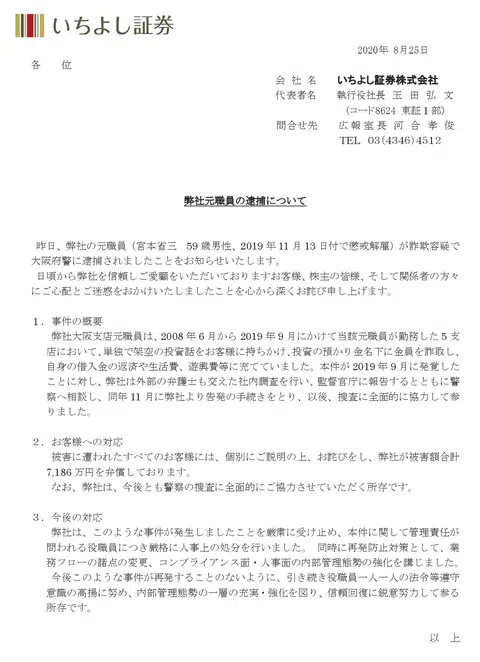 いちよし証券
2020年 8月25日
各 位
会 社 名 いちよし証券株式会社
代表者名 執行役社長 玉 田 弘 文
（コード8624 東証１部）
問合せ先 広 報 室 長 河 合 孝 俊
TEL 03(4346)4512
弊社元職員の逮捕について
昨日、弊社の元職員（宮本省三 59歳男性、2019年11月13日付で懲戒解雇）が詐欺容疑で
大阪府警に逮捕されましたことをお知らせいたします。
日頃から弊社を信頼しご愛顧をいただいておりますお客様、株主の皆様、そして関係者の方々
にご心配とご迷惑をおかけいたしましたことを心から深くお詫び申し上げます。
１．事件の概要
弊社大阪支店元職員は、2008年6月から2019年9月にかけて当該元職員が勤務した5支
店において、単独で架空の投資話をお客様に持ちかけ、投資の預かり金名下に金員を詐取し、
自身の借入金の返済や生活費、遊興費等に充てていました。本件が2019年9月に発覚した
ことに対し、弊社は外部の弁護士も交えた社内調査を行い、監督官庁に報告するとともに警
察へ相談し、同年11月に弊社より告発の手続きをとり、以後、捜査に全面的に協力して参
りました。
２．お客様への対応
被害に遭われたすべてのお客様には、個別にご説明の上、お詫びをし、弊社が被害額合計
7,186万円を弁償しております。
なお、弊社は、今後とも警察の捜査に全面的にご協力させていただく所存です。
３．今後の対応
弊社は、このような事件が発生しましたことを厳粛に受け止め、本件に関して管理責任が
問われる役職員につき厳格に人事上の処分を行いました。 同時に再発防止対策として、業
務フローの諸点の変更、コンプライアンス面・人事面の内部管理態勢の強化を講じました。
今後このような事件が再発することのないように、引き続き役職員一人一人の法令等遵守
意識の高揚に努め、内部管理態勢の一層の充実・強化を図り、信頼回復に鋭意努力して参る
所存です。
以 上